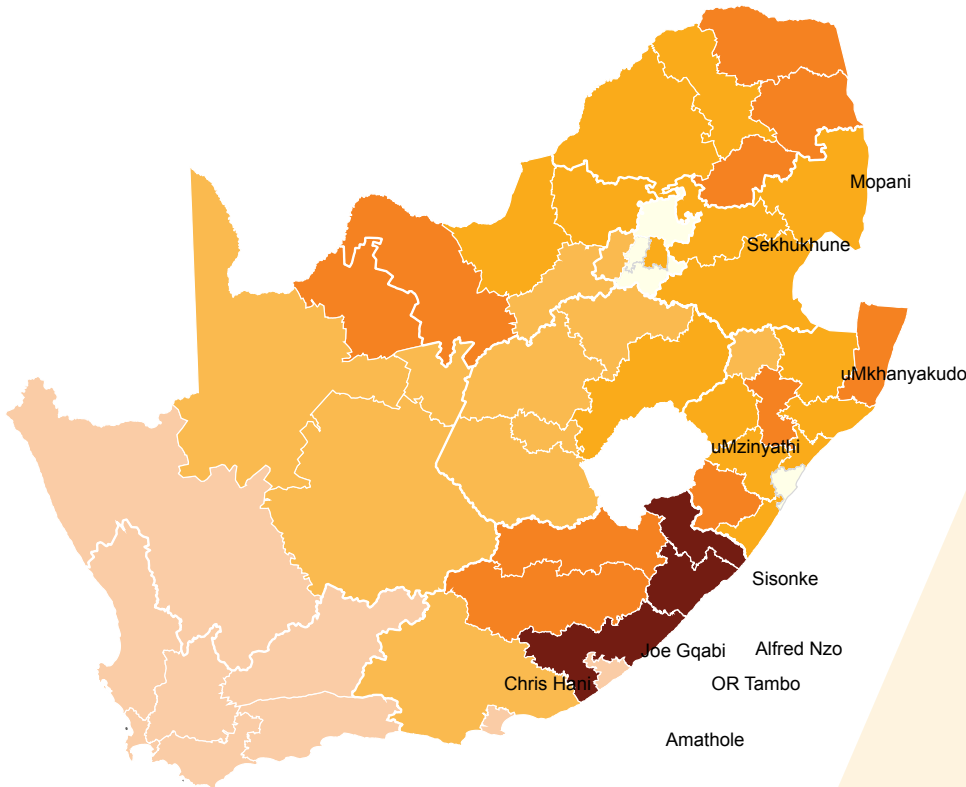 Mopani
Sekhukhune
uMkhanyakudo
uMzinyathi
Sisonke
Joe Gqabi
Alfred Nzo
Chris Hani
OR Tambo
Amathole